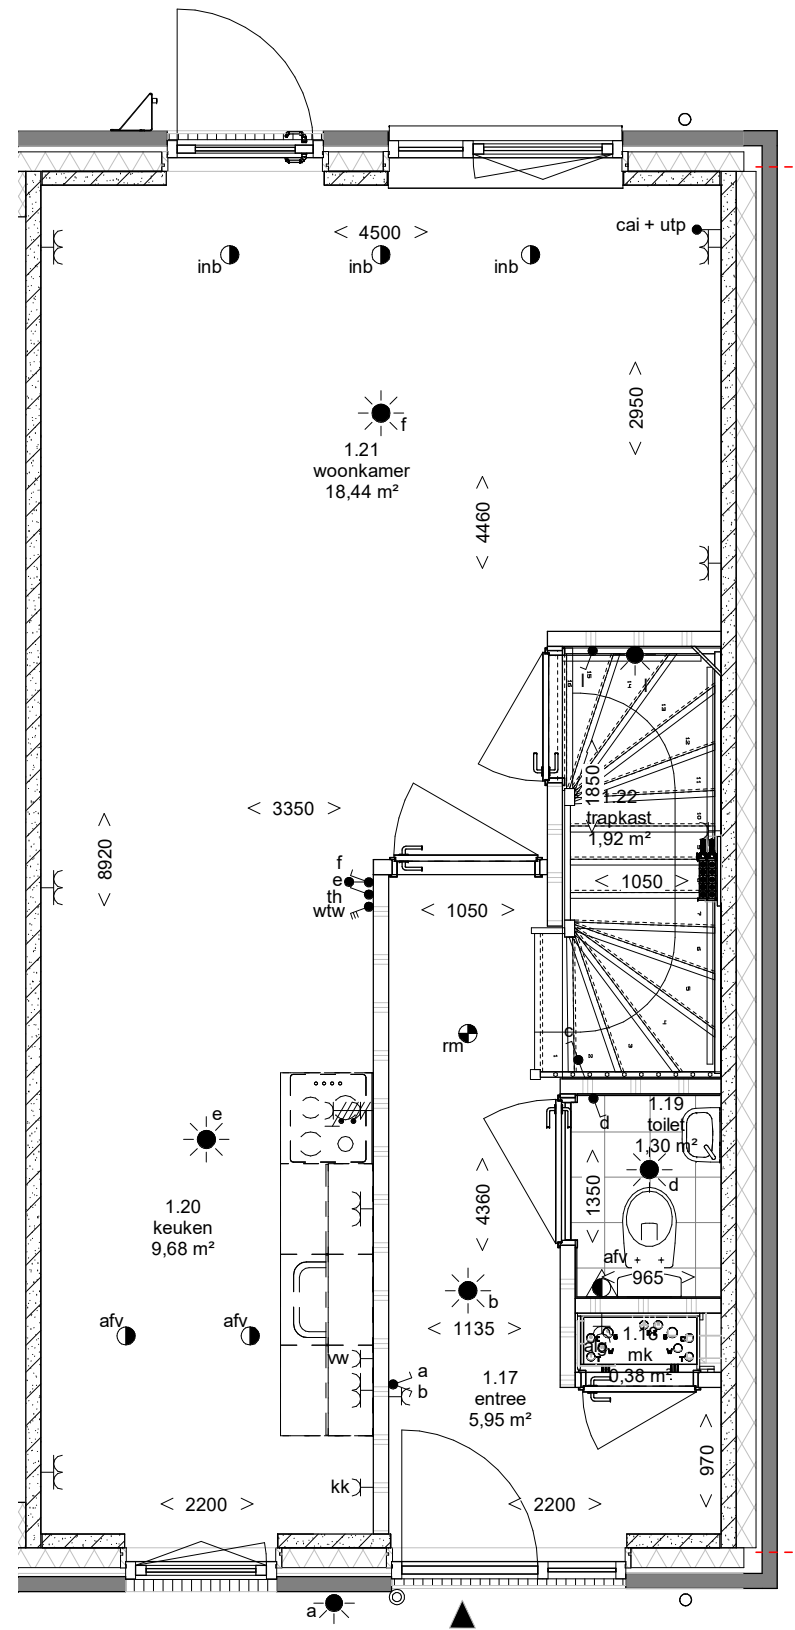 cai + utp
4500
inb
inb
inb
2950
f
1.21
woonkamer
18,44 m²
4460
1850
1.22
trapkast
1,92 m²
3350
8920
f
e
th
wtw
1050
1050
rm
c
1.19
toilet
1,30 m²
d
d
e
1350
4360
1.20
keuken
9,68 m²
afv
965
b
afv
afv
1135
mk
0,38 m²
vw
a
b
1.17
entree
5,95 m²
970
kk
2200
2200
a